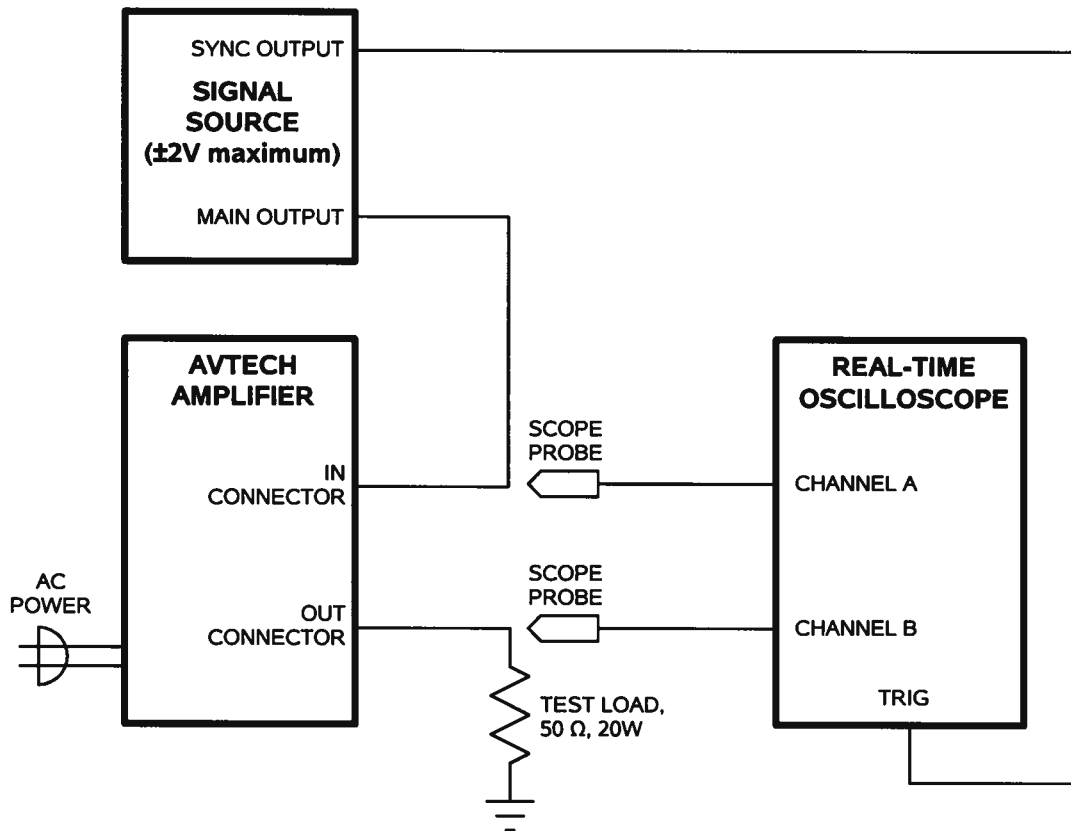 SYNC OUTPUT
SIGNAL
SOURCE
(±2V maximum)
MAIN OUTPUT
AVTECH
AMPLIFIER
IN
CONNECTOR
OUT
CONNECTOR
AC
POWER
SCOPE
PROBE
SCOPE
PROBE
TEST LOAD,
50 Ω, 20W
REAL-TIME
OSCILLOSCOPE
CHANNEL A
CHANNEL B
TRIG